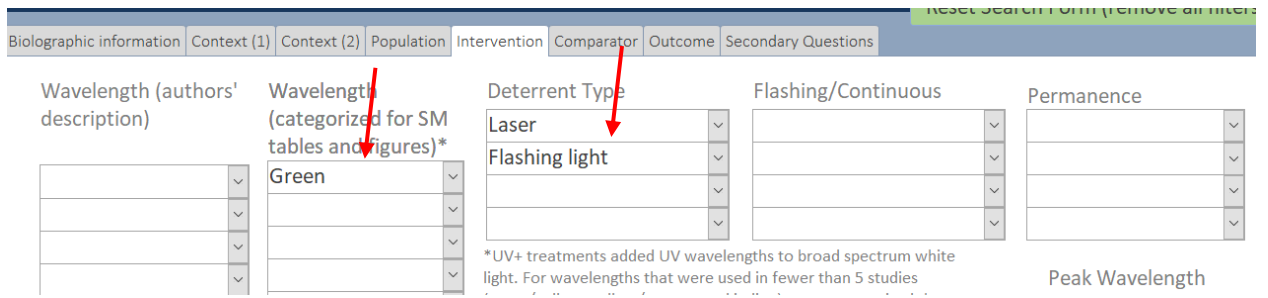 Reset Search Form (remove all filters
Biolographic information Context (1) Context (2) Population Intervention Comparator Outcome Secondary Questions
Wavelength (authors'
description)
Wavelength
(categorized for SM
tables and figures)*
Green
Deterrent Type
Laser
Flashing light
*UV+ treatments added UV wavelengths to broad spectrum white
light. For wavelengths that were used in fewer than 5 studies
Flashing/Continuous
Permanence
Peak Wavelength